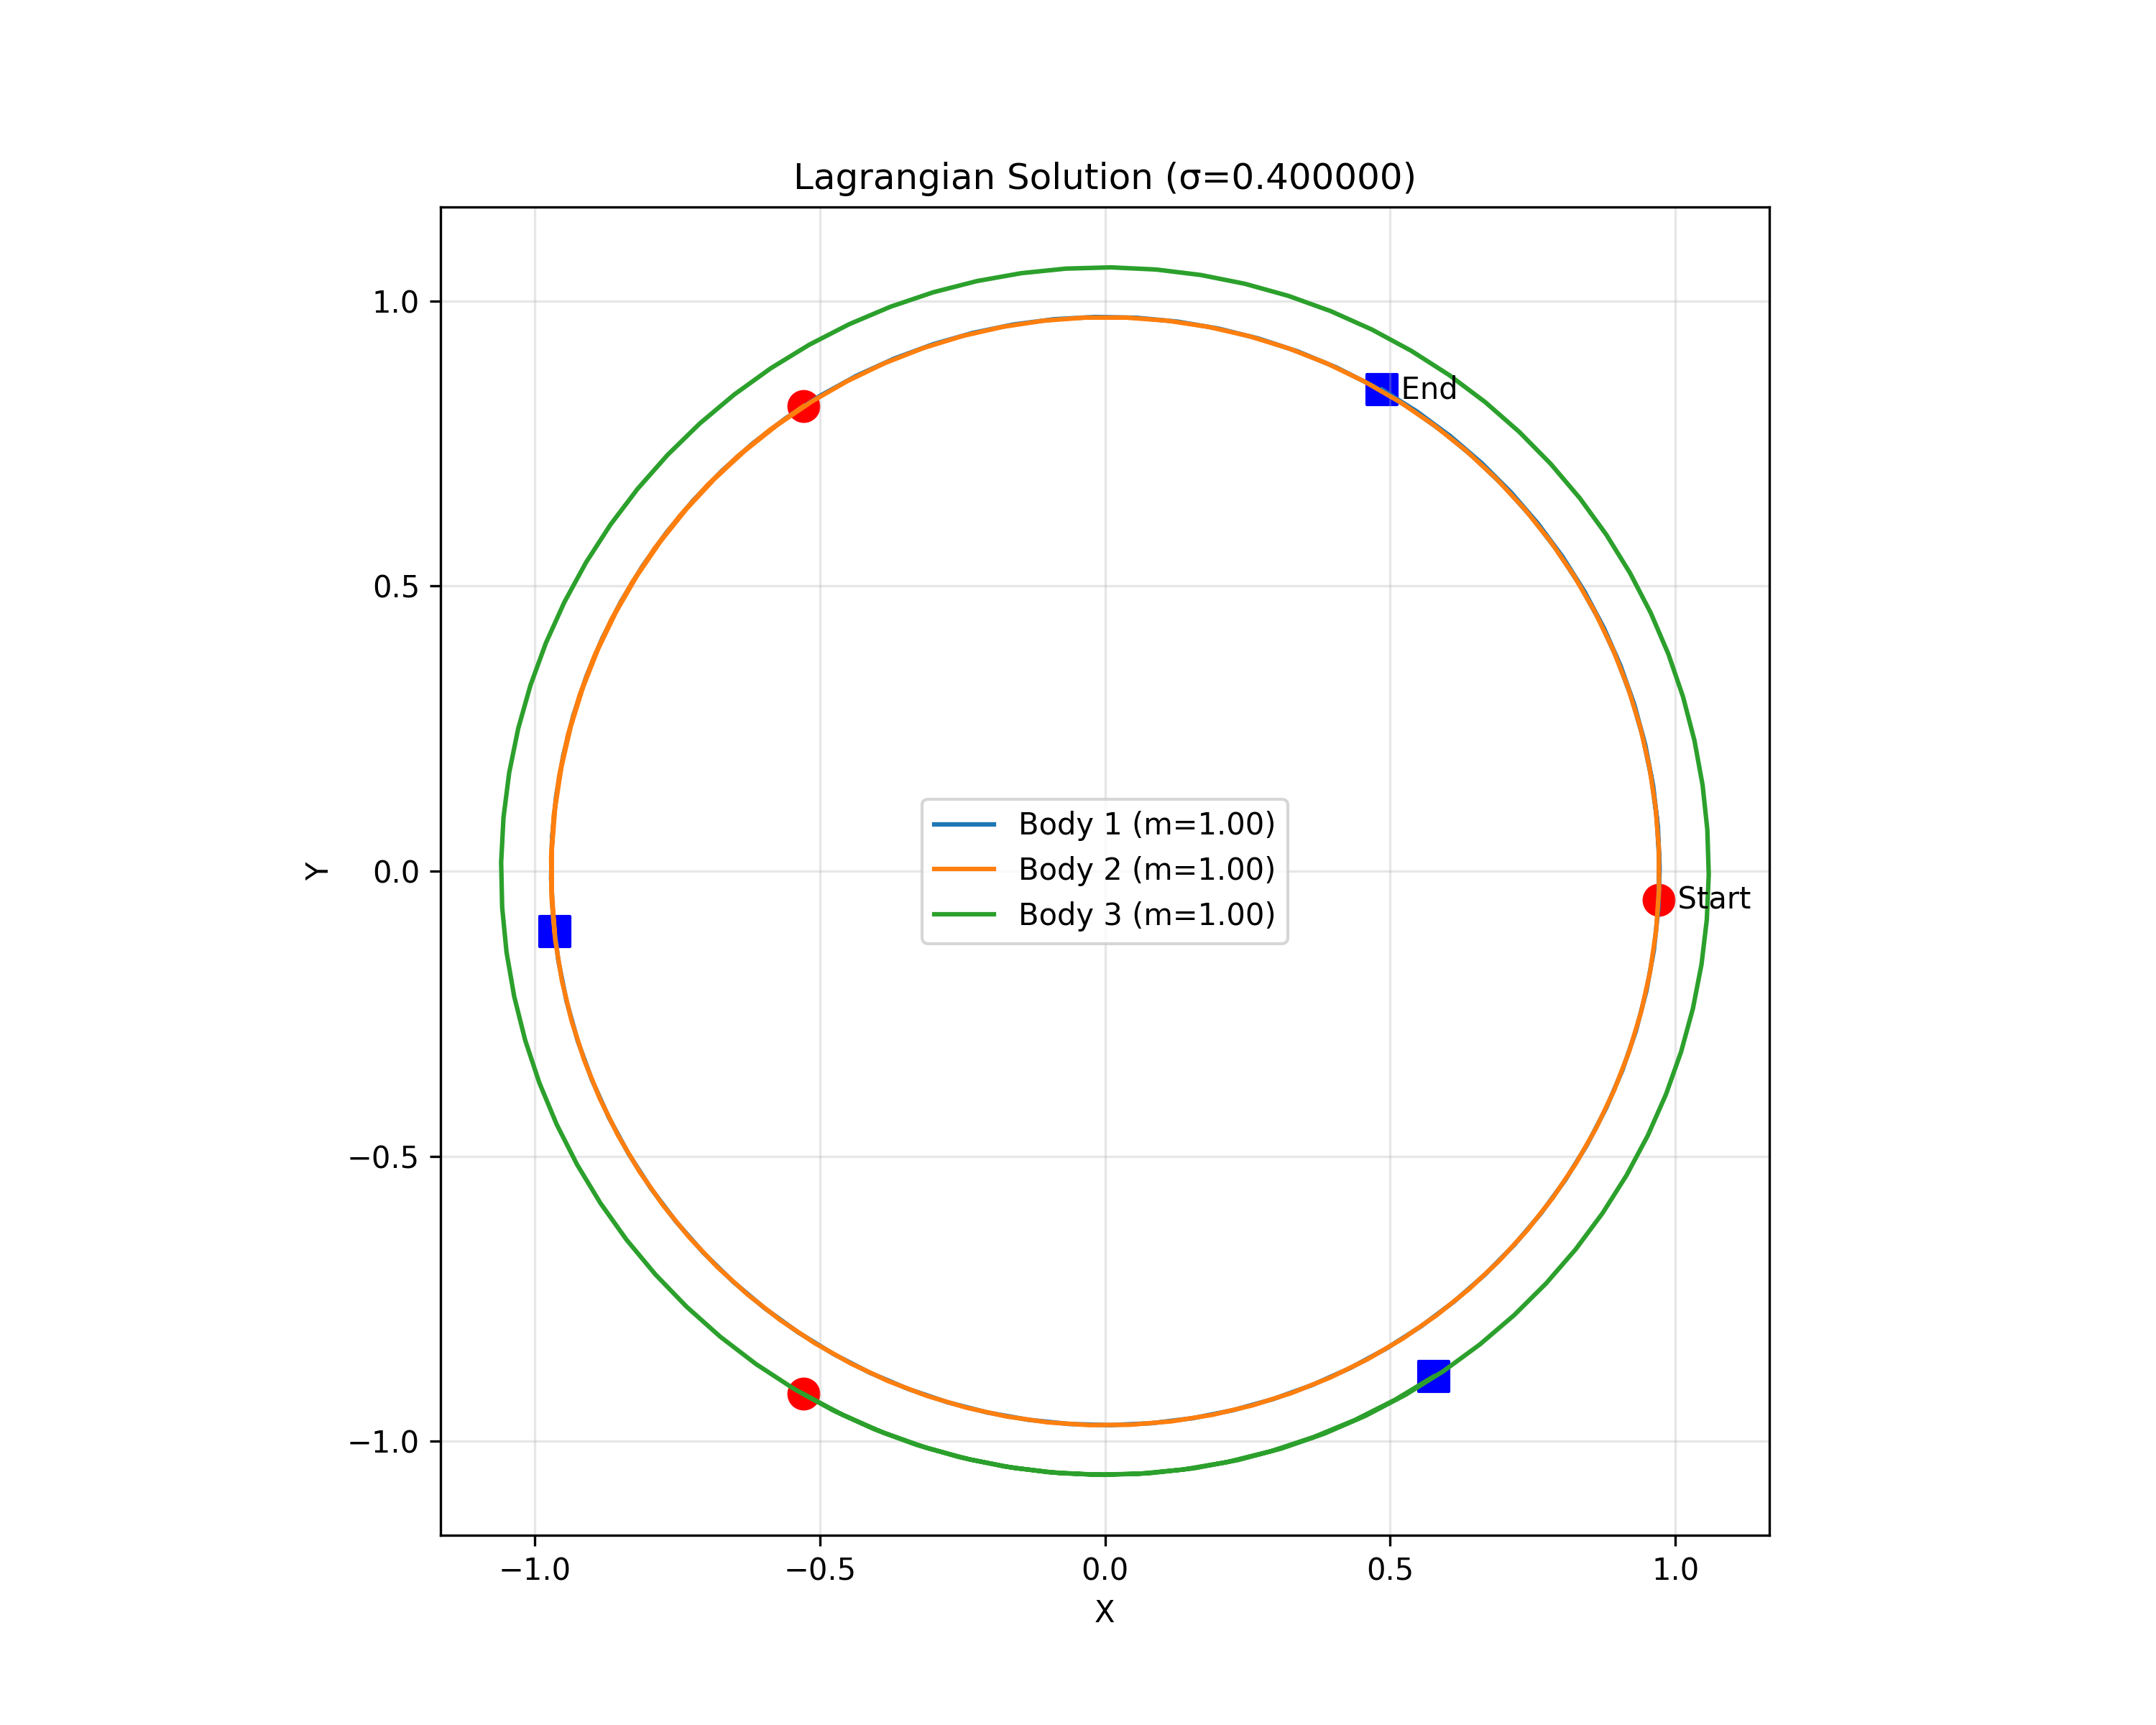 Lagrangian Solution (σ=0.400000)
1.0
0.5
0.0
−0.5
−1.0
Y
End
Start
Body 1 (m=1.00)
Body 2 (m=1.00)
Body 3 (m=1.00)
−1.0
−0.5
0.0
0.5
1.0
X